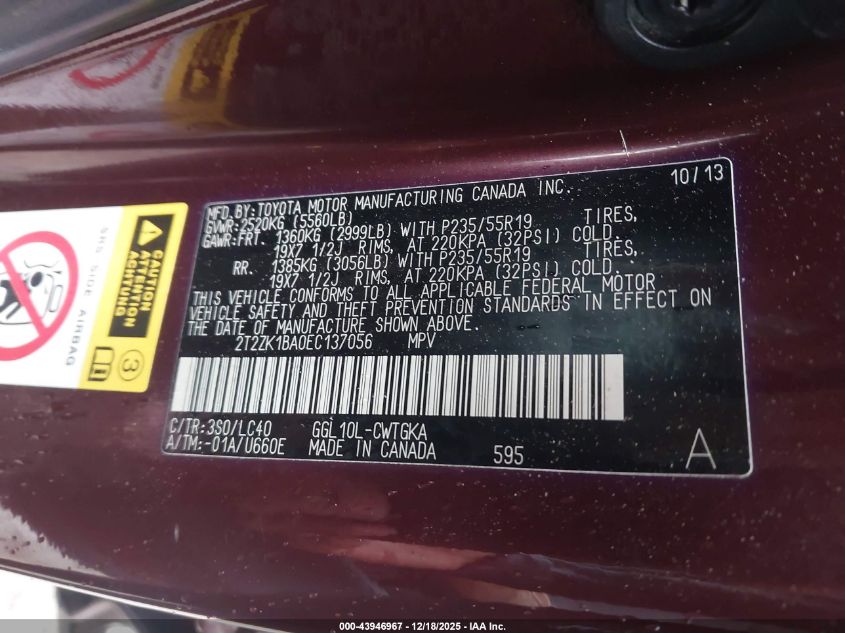 MFD.BY:TOYOTA MOTOR MANUFACTURING CANADA INC. 10/13
GVWR:2520KG (5560LB)
GAWR:FRT. 1360KG (2999LB) WITH P235/55R19 TIRES,
19X7 1/2J RIMS, AT 220KPA (32PSI) COLD.
RR. 1385KG (3056LB) WITH P235/55R19 TIRES,
19X7 1/2J RIMS, AT 220KPA (32PSI) COLD.
THIS VEHICLE CONFORMS TO ALL APPLICABLE FEDERAL MOTOR
VEHICLE SAFETY AND THEFT PREVENTION STANDARDS IN EFFECT ON
THE DATE OF MANUFACTURE SHOWN ABOVE.
2T2ZK1BA0EC137056 MPV
C/TR:3S0/LC40 GGL10L-CWTGKA
A/TM:-01A/U660E MADE IN CANADA 595 A
SRS SIDE AIRBAG
CAUTION
ATTENTION
ACHTUNG
3
000-43946967 - 12/18/2025 - IAA Inc.